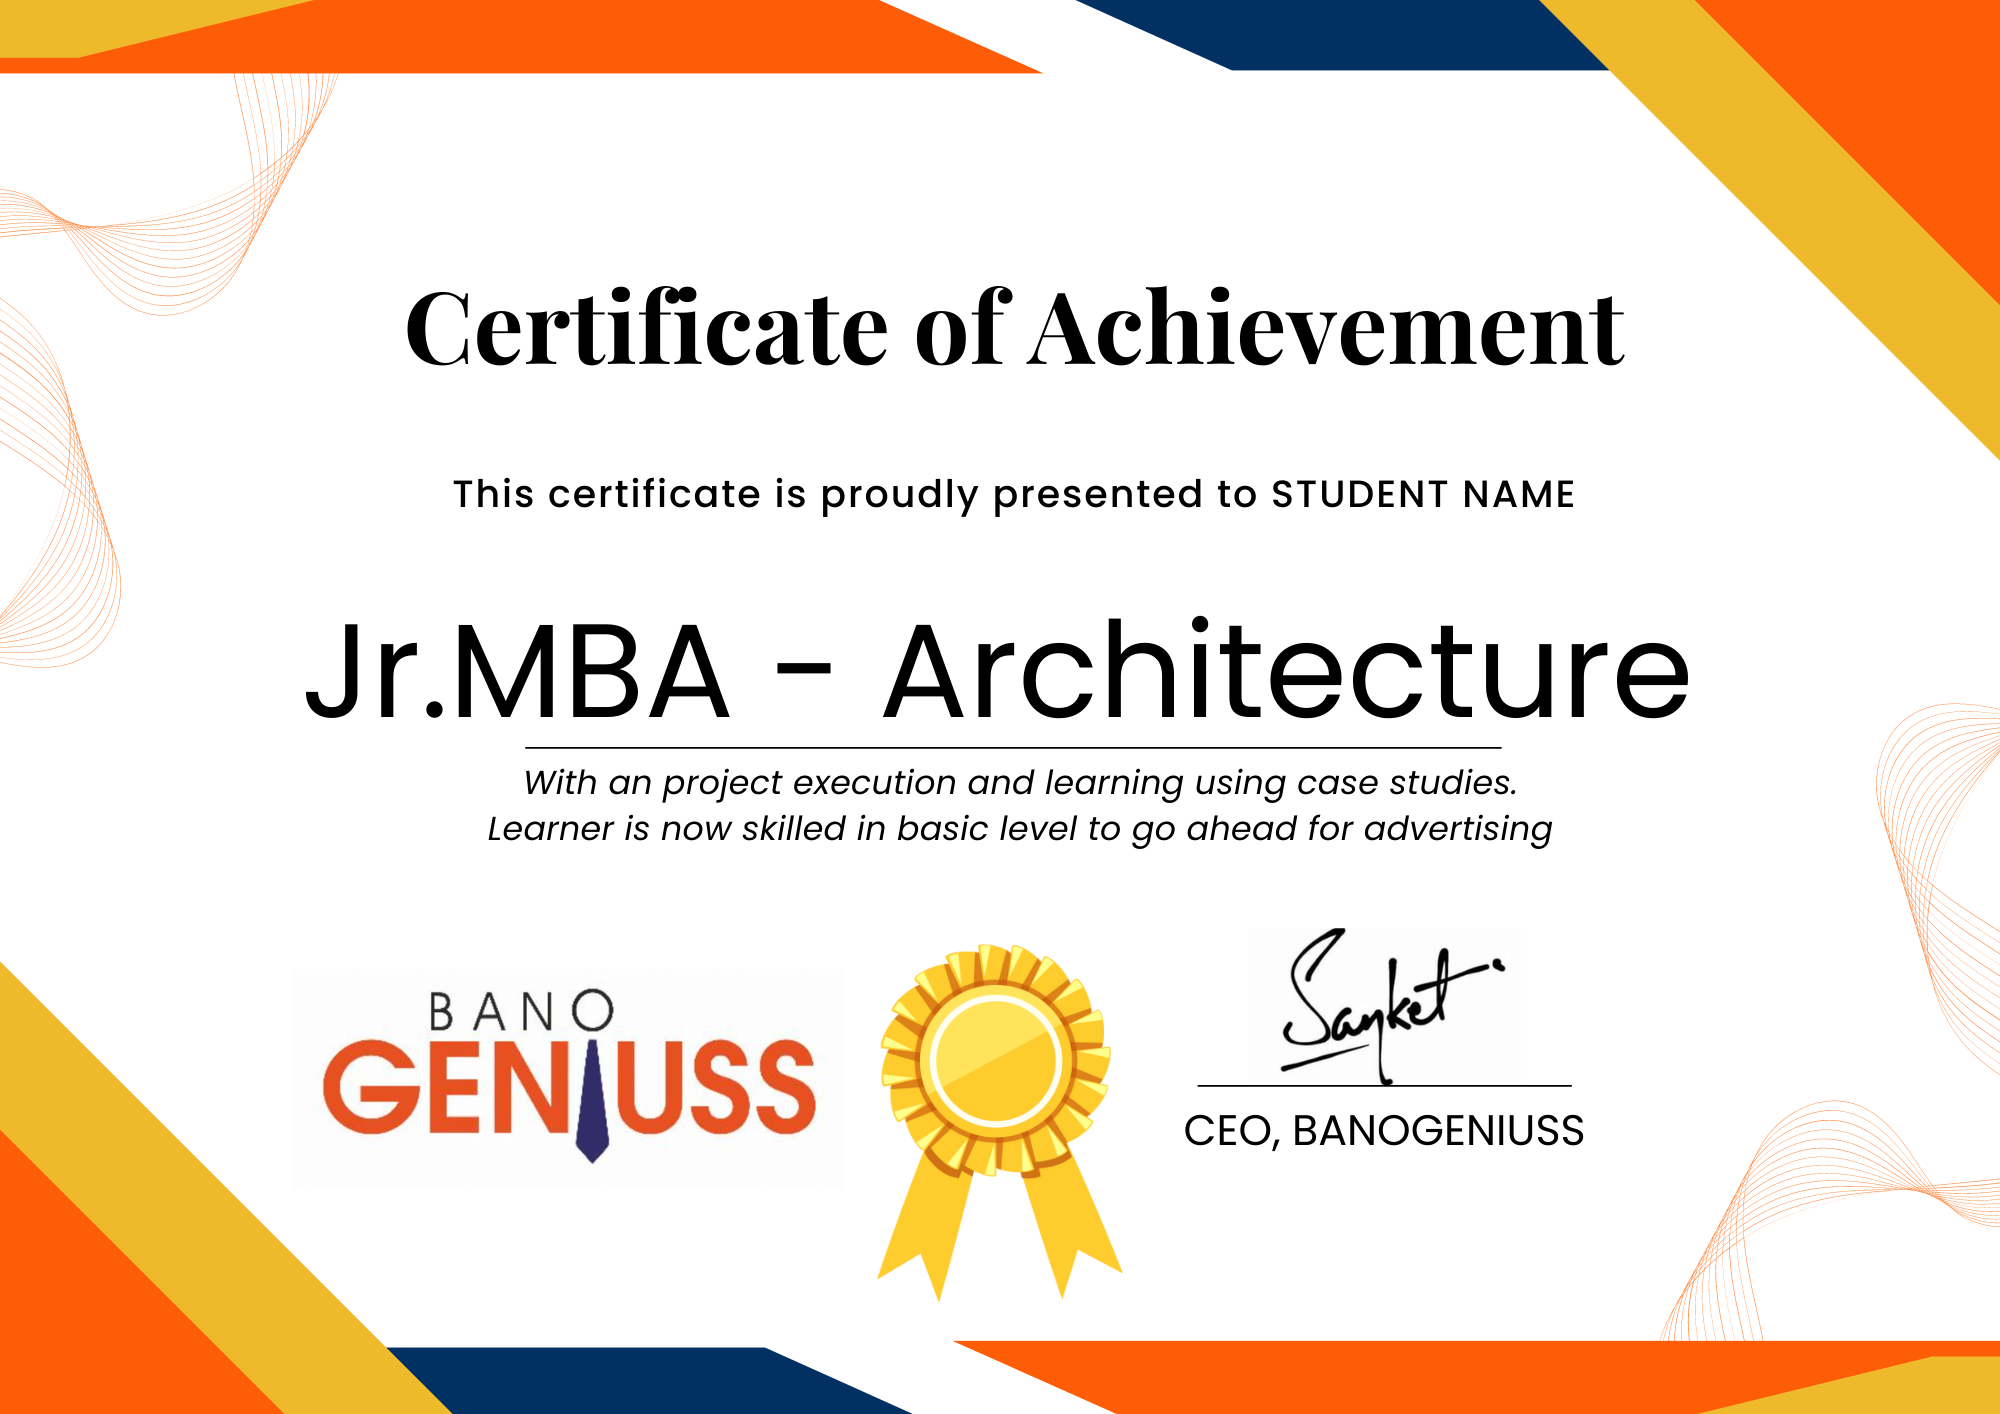 Certificate of Achievement
This certificate is proudly presented to STUDENT NAME
Jr.MBA - Architecture
With an project execution and learning using case studies.
Learner is now skilled in basic level to go ahead for advertising
BANO
GENIUSS
Sanket
CEO, BANOGENIUSS